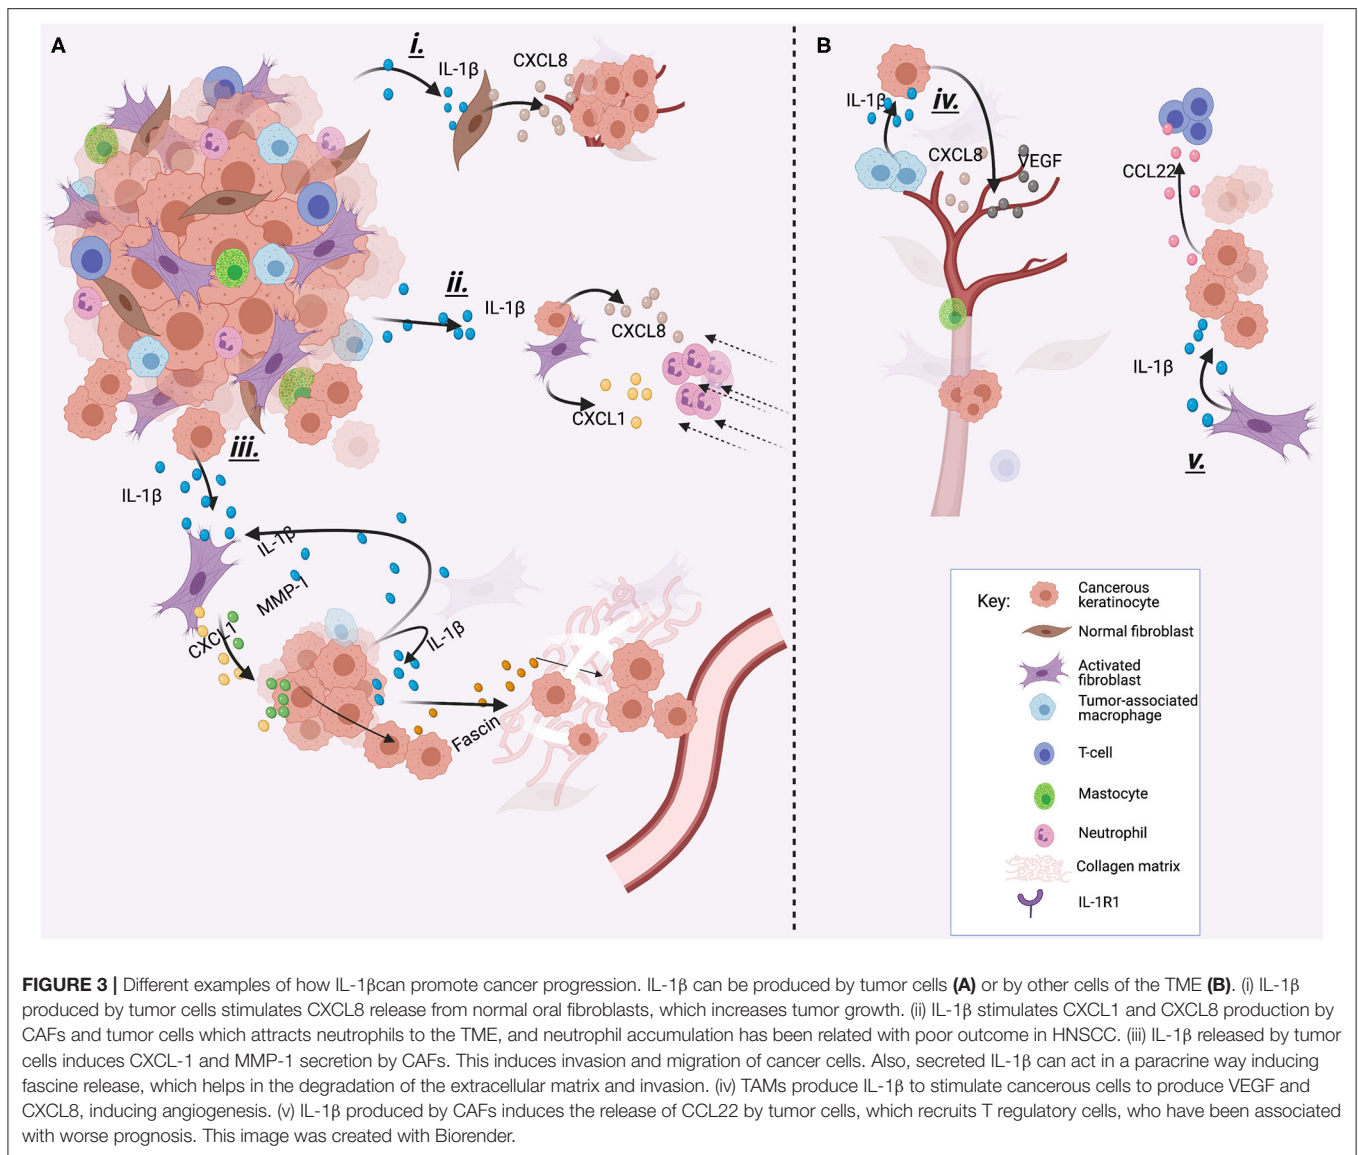 A
i.
IL-1β
CXCL8
ii.
IL-1β
CXCL8
CXCL1
iii.
IL-1β
IL-1β
MMP-1
CXCL1
IL-1β
Fascin
B
IL-1β
iv.
CXCL8
VEGF
CCL22
IL-1β
v.
Key:
Cancerous
keratinocyte
Normal fibroblast
Activated
fibroblast
Tumor-associated
macrophage
T-cell
Mastocyte
Neutrophil
Collagen matrix
IL-1R1
FIGURE 3 | Different examples of how IL-1βcan promote cancer progression. IL-1β can be produced by tumor cells (A) or by other cells of the TME (B). (i) IL-1β
produced by tumor cells stimulates CXCL8 release from normal oral fibroblasts, which increases tumor growth. (ii) IL-1β stimulates CXCL1 and CXCL8 production by
CAFs and tumor cells which attracts neutrophils to the TME, and neutrophil accumulation has been related with poor outcome in HNSCC. (iii) IL-1β released by tumor
cells induces CXCL-1 and MMP-1 secretion by CAFs. This induces invasion and migration of cancer cells. Also, secreted IL-1β can act in a paracrine way inducing
fascine release, which helps in the degradation of the extracellular matrix and invasion. (iv) TAMs produce IL-1β to stimulate cancerous cells to produce VEGF and
CXCL8, inducing angiogenesis. (v) IL-1β produced by CAFs induces the release of CCL22 by tumor cells, which recruits T regulatory cells, who have been associated
with worse prognosis. This image was created with Biorender.